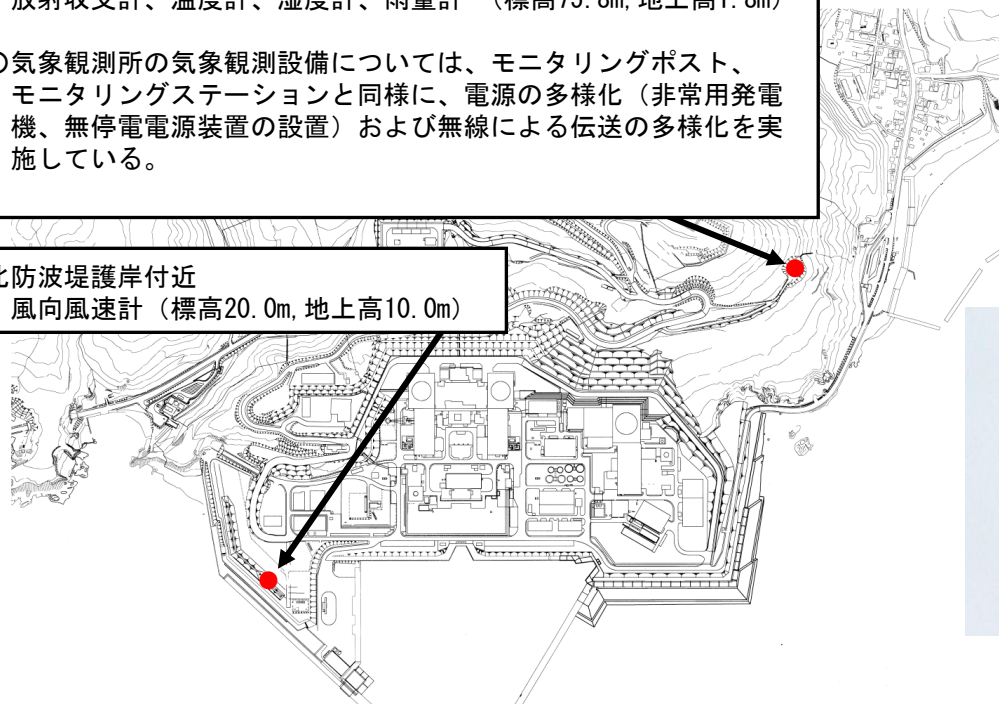 放射収支計、温度計、湿度計、雨量計 (標高75.8m,地上高1.8m)
の気象観測所の気象観測設備については、モニタリングポスト、
モニタリングステーションと同様に、電源の多様化（非常用発電
機、無停電電源装置の設置）および無線による伝送の多様化を実
施している。
北防波堤護岸付近
風向風速計（標高20.0m,地上高10.0m）